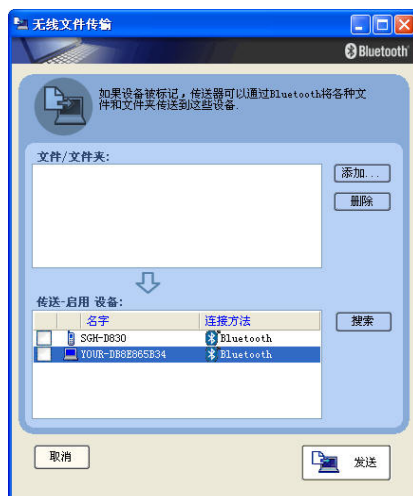 无线文件传输
Bluetooth
如果设备被标记，传送器可以通过Bluetooth将各种文
件和文件夹传送到这些设备.
文件/文件夹:
添加...
删除
传送-启用 设备:
名字 连接方法
搜索
SGH-D830 Bluetooth
YOUR-DB8E865B34 Bluetooth
取消
发送